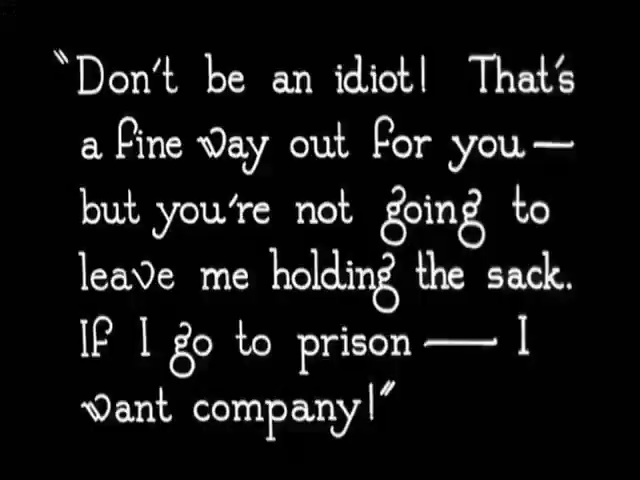 "Don't be an idiot! That's
a fine way out for you —
but you're not going to
leave me holding the sack.
If I go to prison — I
want company!"